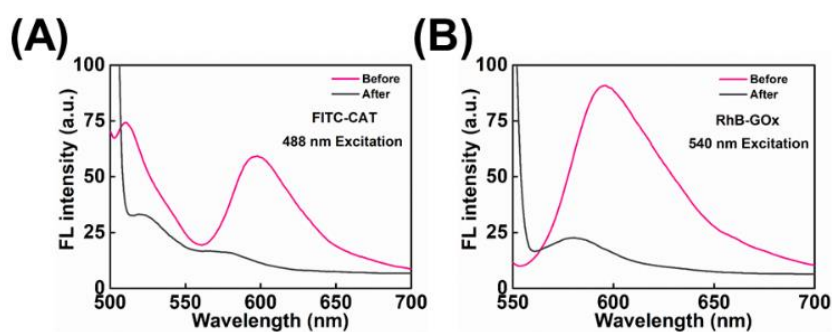 (A)
FL intensity (a.u.)
100
75
50
25
0
Before
After
FITC-CAT
488 nm Excitation
500
550
600
650
700
Wavelength (nm)
(B)
FL intensity (a.u.)
100
75
50
25
0
Before
After
RhB-GOx
540 nm Excitation
550
600
650
700
Wavelength (nm)